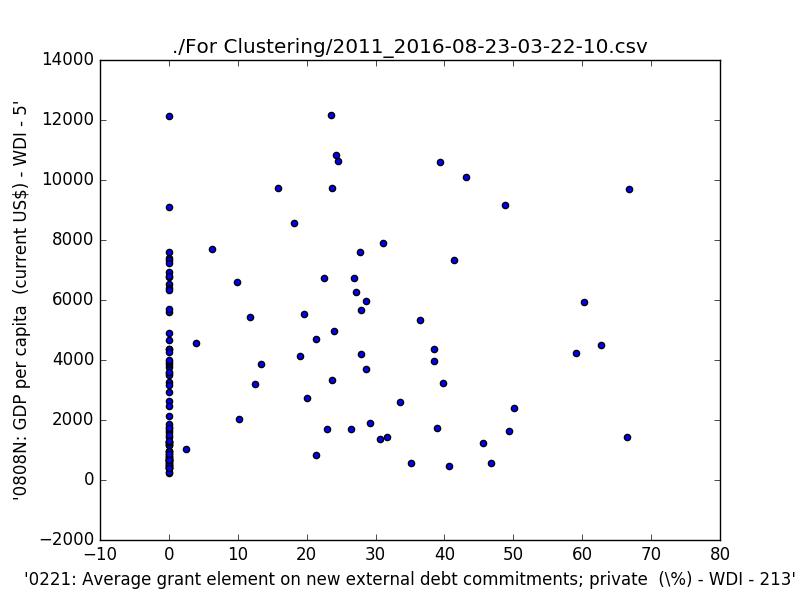 ./For Clustering/2011_2016-08-23-03-22-10.csv
14000
12000
10000
8000
6000
4000
2000
0
−2000
'0808N: GDP per capita  (current US$) - WDI - 5'
−10 0 10 20 30 40 50 60 70 80
'0221: Average grant element on new external debt commitments; private  (\%) - WDI - 213'